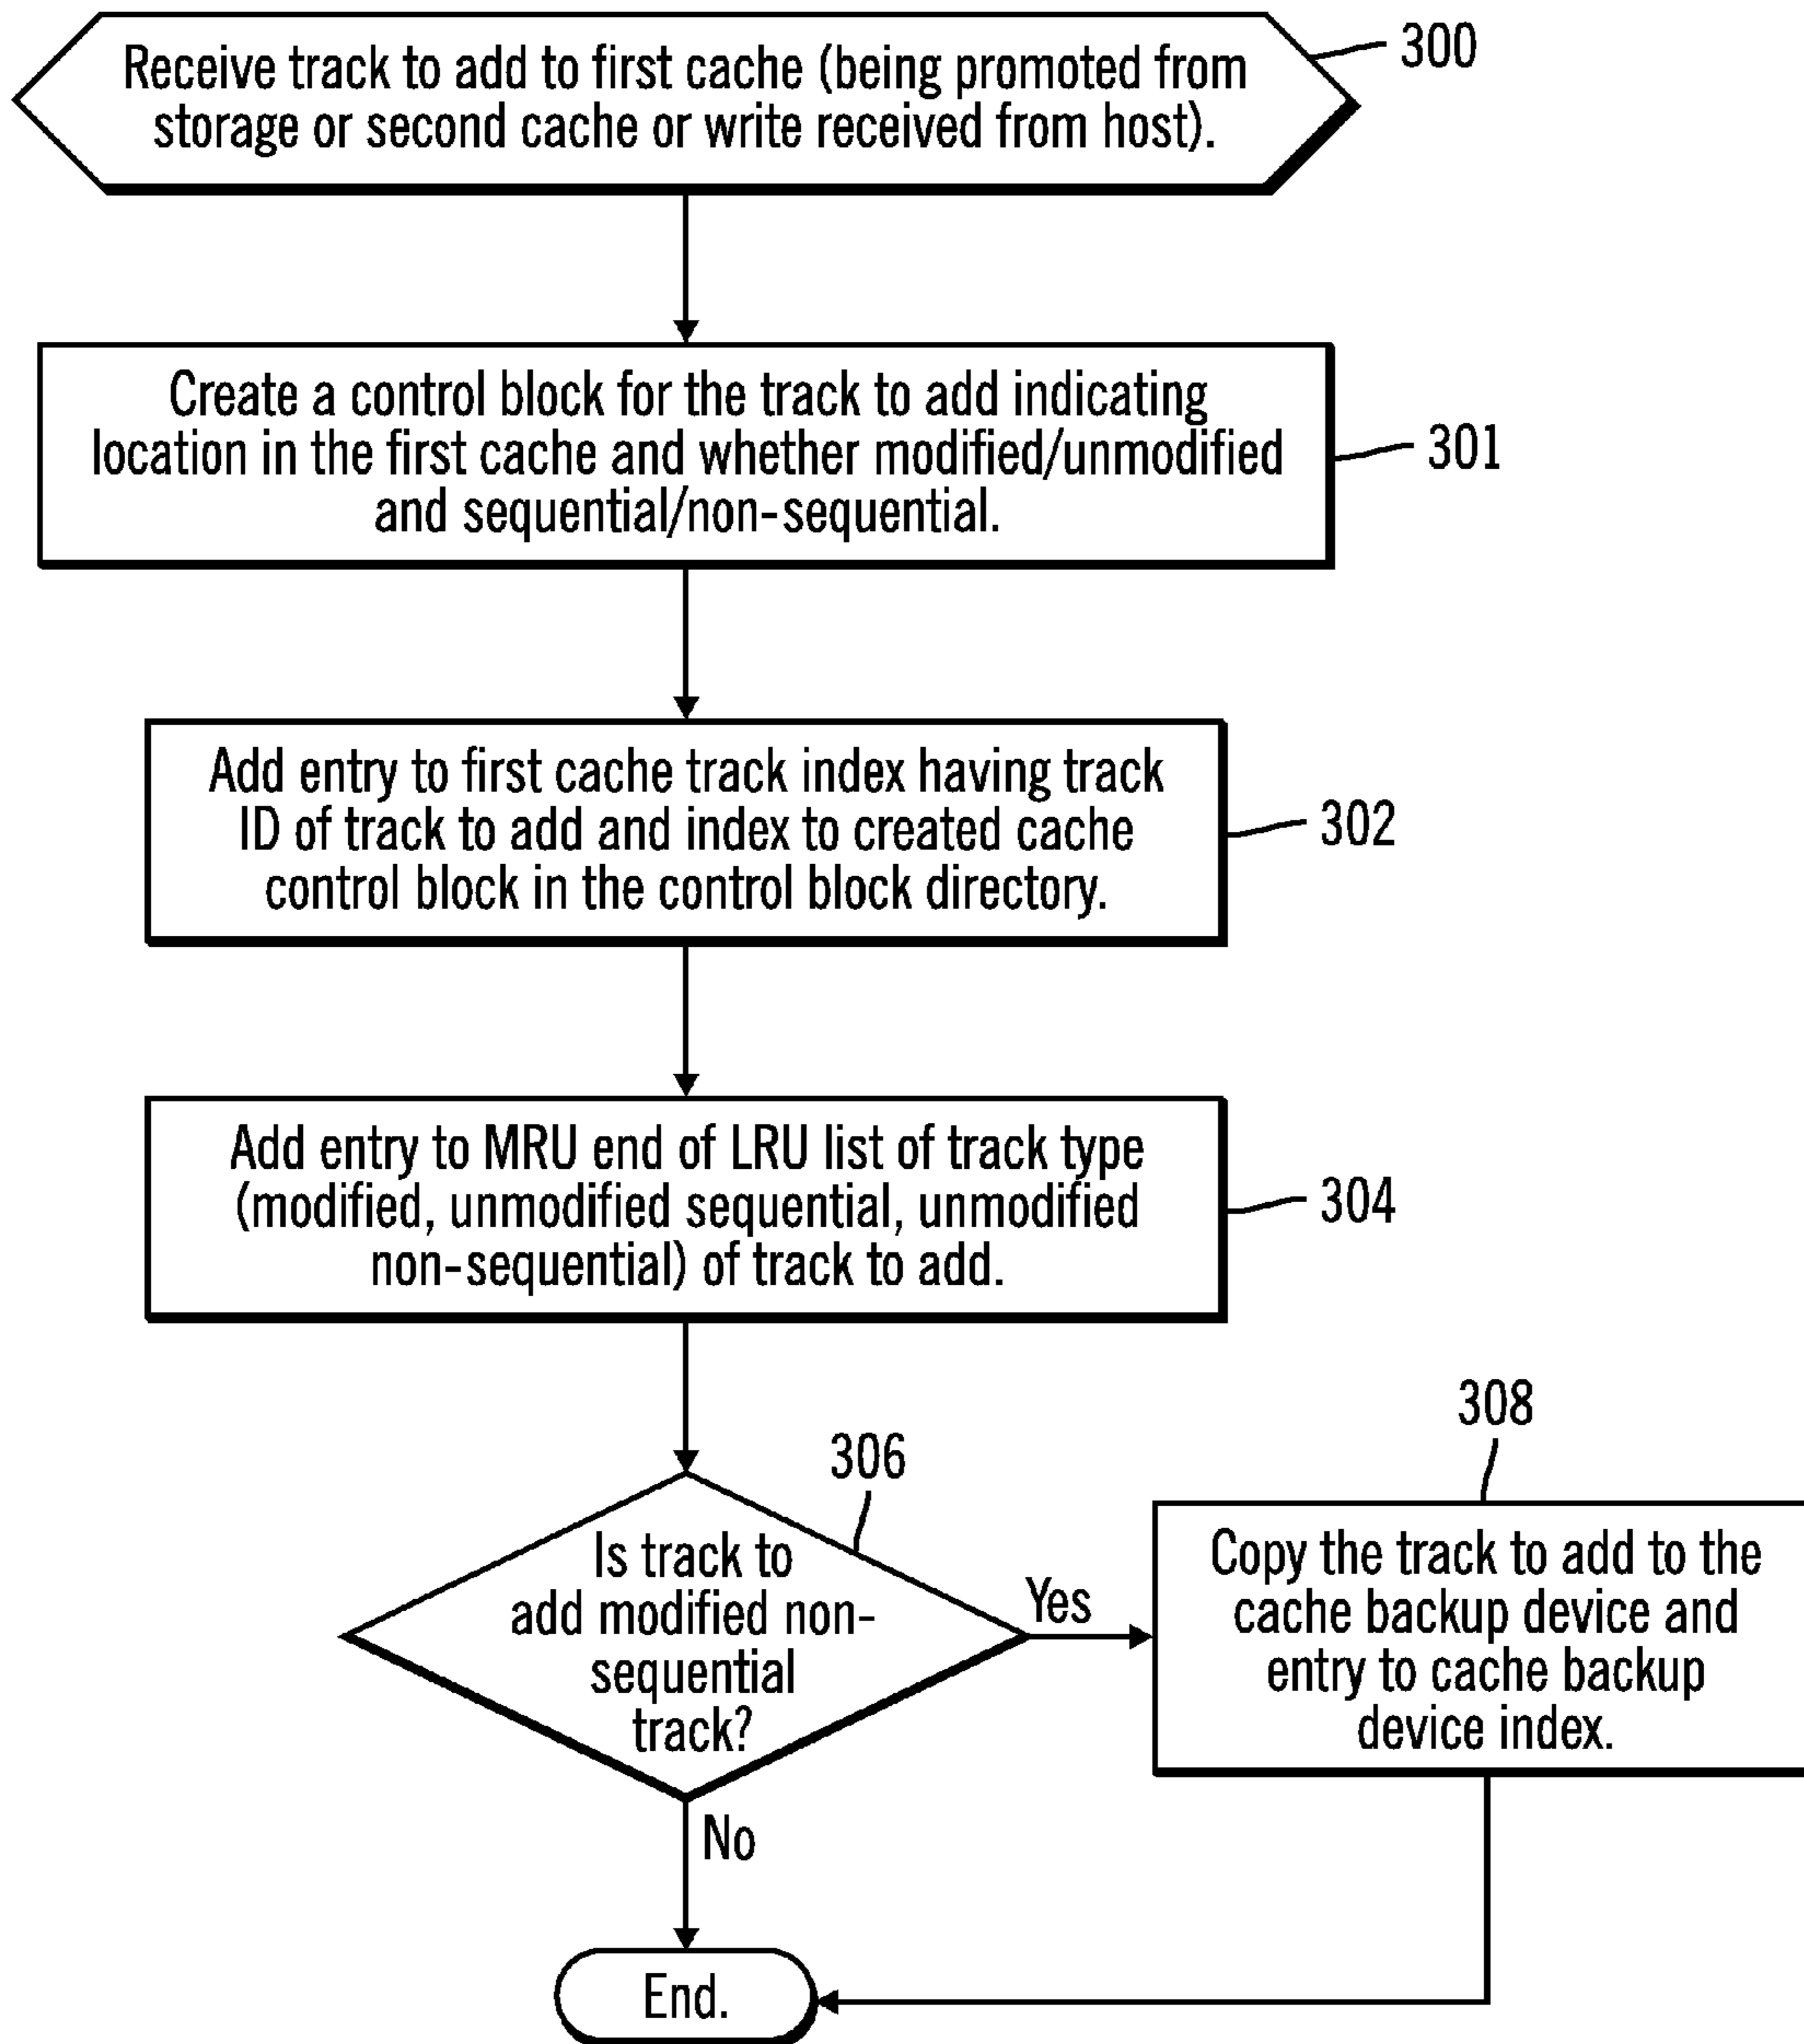 Receive track to add to first cache (being promoted from
storage or second cache or write received from host).
300
Create a control block for the track to add indicating
location in the first cache and whether modified/unmodified
and sequential/non-sequential.
301
Add entry to first cache track index having track
ID of track to add and index to created cache
control block in the control block directory.
302
Add entry to MRU end of LRU list of track type
(modified, unmodified sequential, unmodified
non-sequential) of track to add.
304
306
Is track to
add modified non-
sequential
track?
Yes
No
308
Copy the track to add to the
cache backup device and
entry to cache backup
device index.
End.